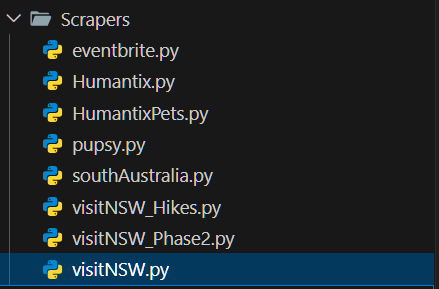 Scrapers
eventbrite.py
Humantix.py
HumantixPets.py
pupsy.py
southAustralia.py
visitNSW_Hikes.py
visitNSW_Phase2.py
visitNSW.py